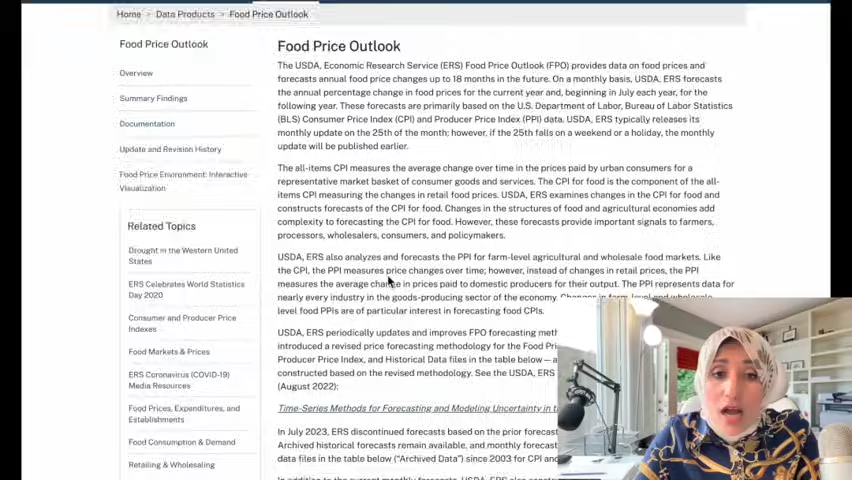 Home > Data Products > Food Price Outlook
Food Price Outlook
Overview
Summary Findings
Documentation
Update and Revision History
Food Price Environment: Interactive
Visualization
Related Topics
Drought in the Western United
States
ERS Celebrates World Statistics
Day 2020
Consumer and Producer Price
Indexes
Food Markets & Prices
ERS Coronavirus (COVID-19)
Media Resources
Food Prices, Expenditures, and
Establishments
Food Consumption & Demand
Retailing & Wholesaling
Food Price Outlook
The USDA, Economic Research Service (ERS) Food Price Outlook (FPO) provides data on food prices and
forecasts annual food price changes up to 18 months in the future. On a monthly basis, USDA, ERS forecasts
the annual percentage change in food prices for the current year and, beginning in July each year, for the
following year. These forecasts are primarily based on the U.S. Department of Labor, Bureau of Labor Statistics
(BLS) Consumer Price Index (CPI) and Producer Price Index (PPI) data. USDA, ERS typically releases its
monthly update on the 25th of the month; however, if the 25th falls on a weekend or a holiday, the monthly
update will be published earlier.
The all-items CPI measures the average change over time in the prices paid by urban consumers for a
representative market basket of consumer goods and services. The CPI for food is the component of the all-
items CPI measuring the changes in retail food prices. USDA, ERS examines changes in the CPI for food and
constructs forecasts of the CPI for food. Changes in the structures of food and agricultural economies add
complexity to forecasting the CPI for food. However, these forecasts provide important signals to farmers,
processors, wholesalers, consumers, and policymakers.
USDA, ERS also analyzes and forecasts the PPI for farm-level agricultural and wholesale food markets. Like
the CPI, the PPI measures price changes over time; however, instead of changes in retail prices, the PPI
measures the average change in prices paid to domestic producers for their output. The PPI represents data for
nearly every industry in the goods-producing sector of the economy. Changes in farm-level and wholesale-
level food PPIs are of particular interest in forecasting food CPIs.
USDA, ERS periodically updates and improves FPO forecasting
introduced a revised price forecasting methodology for the Food
Producer Price Index, and Historical Data files in the table below—
constructed based on the revised methodology. See the USDA, ERS
(August 2022):
Time-Series Methods for Forecasting and Modeling Uncertainty in
In July 2023, ERS discontinued forecasts based on the prior
Archived historical forecasts remain available, and monthly
data files in the table below ("Archived Data") since 2003 for CPI and